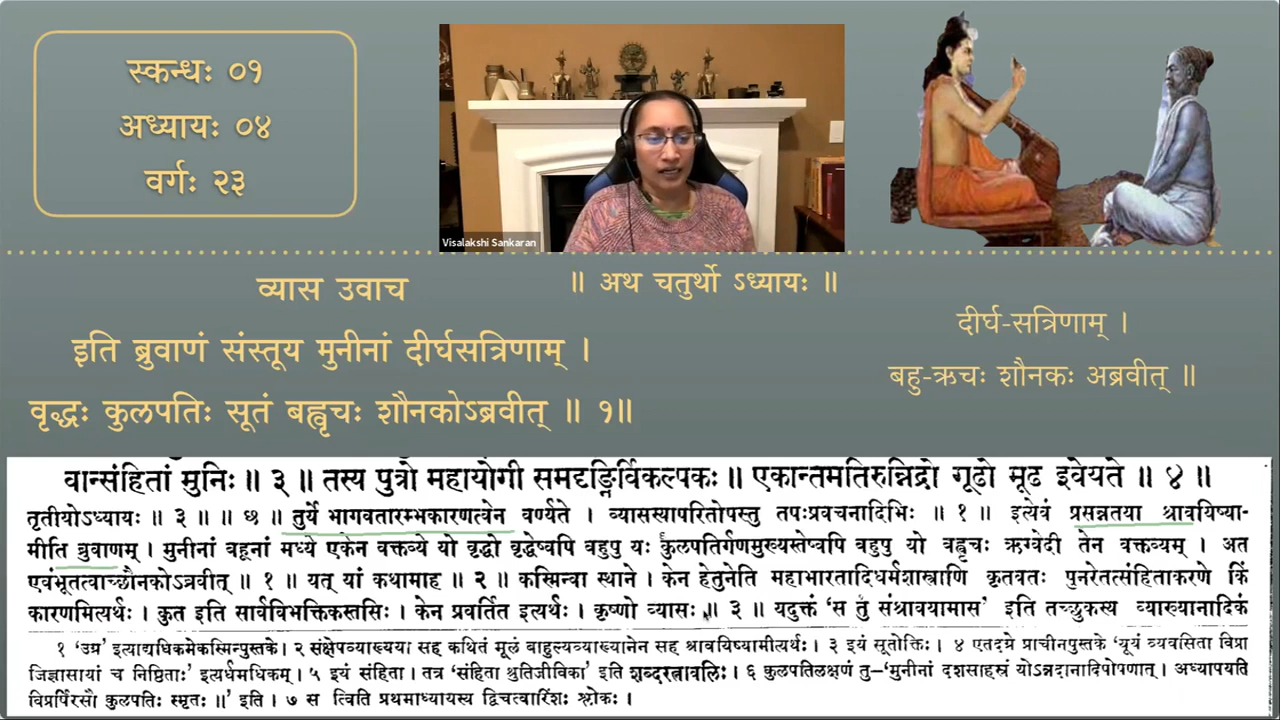 स्कन्धः ०१
अध्यायः ०४
वर्गः २३
Visalakshi Sankaran
॥ अथ चतुर्थो ऽध्यायः ॥
व्यास उवाच
इति ब्रुवाणं संस्तूय मुनीनां दीर्घसत्रिणाम् ।
वृद्धः कुलपतिः सूतं बह्वृचः शौनकोऽब्रवीत् ॥ १॥
दीर्घ-सत्रिणाम् ।
बहु-ऋचः शौनकः अब्रवीत् ॥
वान्संहितां मुनिः ॥ ३ ॥ तस्य पुत्रो महायोगी समदृङ्निर्विकल्पकः ॥ एकान्तमतिरुन्निद्रो गूढो मूढ इवेयते ॥ ४ ॥
तृतीयोऽध्यायः ॥ ३ ॥ ॥ छ ॥ तुर्ये भागवतारम्भकारणत्वेन वर्ण्यते । व्यासस्यापरितोपस्तु तपःप्रवचनादिभिः ॥ १ ॥ इत्येवं प्रसन्नतया श्रावयिष्या-
मीति ब्रुवाणम् । मुनीनां वहूनां मध्ये एकेन वक्तव्ये यो वृद्धो वृद्धेष्वपि वहुपु यः कुलपतिर्गणमुख्यस्तेष्वपि वहुपु यो वह्वृचः ऋग्वेदी तेन वक्तव्यम् । अत
एवंभूतत्वाच्छौनकोऽब्रवीत् ॥ १ ॥ यत् यां कथामाह ॥ २ ॥ कस्मिन्वा स्थाने । केन हेतुनेति महाभारतादिधर्मशास्त्राणि कृतवतः पुनरेतत्संहिताकरणे किं
कारणमित्यर्थः । कुत इति सार्वविभक्तिकस्तसिः । केन प्रवर्तित इत्यर्थः । कृष्णो व्यासः ॥ ३ ॥ यदुक्तं ‘स तु संश्रावयामास’ इति तच्छुकस्य व्याख्यानादिकं
१ ‘उग्र’ इत्याद्यधिकमेकस्मिन्पुस्तके। २ संक्षेपव्याख्यया सह कथितं मूलं बाहुल्यव्याख्यानेन सह श्रावयिष्यामीत्यर्थः। ३ इयं सूतोक्तिः। ४ एतदग्रे प्राचीनपुस्तके ‘यूयं व्यवसिता विप्रा
जिज्ञासायां च निष्ठिताः’ इत्यर्धमधिकम्। ५ इयं संहिता। तत्र ‘संहिता श्रुतिजीविका’ इति शब्दरत्नावलिः। ६ कुलपतिलक्षणं तु–‘मुनीनां दशसाहस्रं योऽन्नदानादिपोपणात्। अध्यापयति
विप्रर्षिरसौ कुलपतिः स्मृतः ॥’ इति । ७ स त्विति प्रथमाध्यायस्य द्विचत्वारिंशः श्लोकः ।